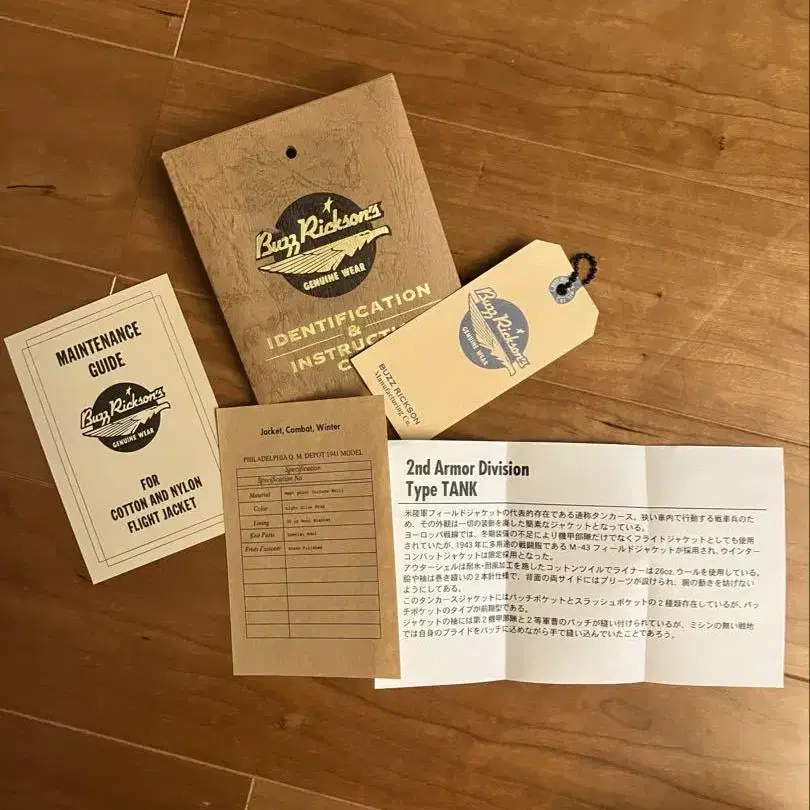 Buzz Rickson's
GENUINE WEAR
IDENTIFICATION
&
INSTRUCTI
C
Buzz Rickson's
GENUINE WEAR
BUZZ RICKSON
Manufacturing Co.
MAINTENANCE
GUIDE
Buzz Rickson's
GENUINE WEAR
FOR
COTTON AND NYLON
FLIGHT JACKET
Jacket, Combat, Winter
PHILADELPHIA Q. M. DEPOT 1941 MODEL
Specification
Specification No.
Material
Color Light Olive Drab
Lining Wool Blanket
Knit Parts Special Wool
Front Fastener
2nd Armor Division
Type TANK
米陸軍フィールドジャケットの代表的存在である通称タンカース。狭い車内で行動する戦車兵のた
め、その外観は一切の装飾を廃した簡素なジャケットとなっている。
ヨーロッパ戦線では、冬期装備の不足により機甲部隊だけでなくフライトジャケットとしても使用
されていたが、1943年に多用途の戦闘服であるM-43フィールドジャケットが採用され、ウインター
コンバットジャケットは限定採用となった。
アウターシェルは耐水・耐風加工を施したコットンツイルでライナーは26oz.ウールを使用している。
脇や袖は巻き縫いの2本針仕様で、背面の両サイドにはプリーツが設けられ、腕の動きを妨げない
ようにしてある。
このタンカースジャケットにはパッチポケットとスラッシュポケットの2種類存在しているが、パッ
チポケットのタイプが前期型である。
ジャケットの袖には第2機甲部隊と2等軍曹のパッチが縫い付けられているが、ミシンの無い戦地
では自身のプライドをパッチに込めながら手で縫い込んでいたことであろう。